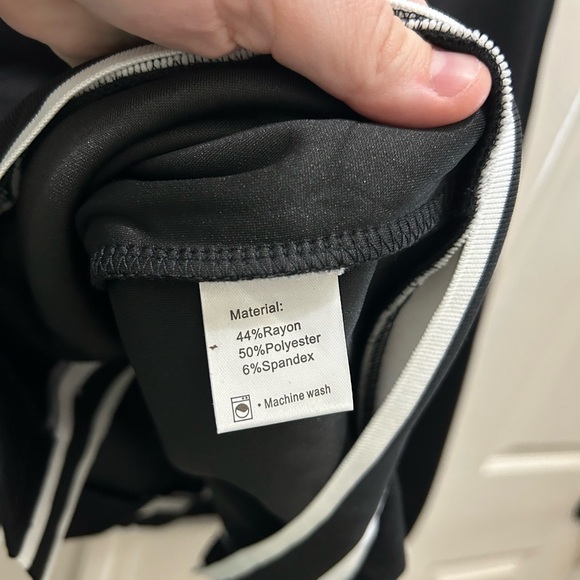 Material:
44%Rayon
50%Polyester
6%Spandex
• Machine wash